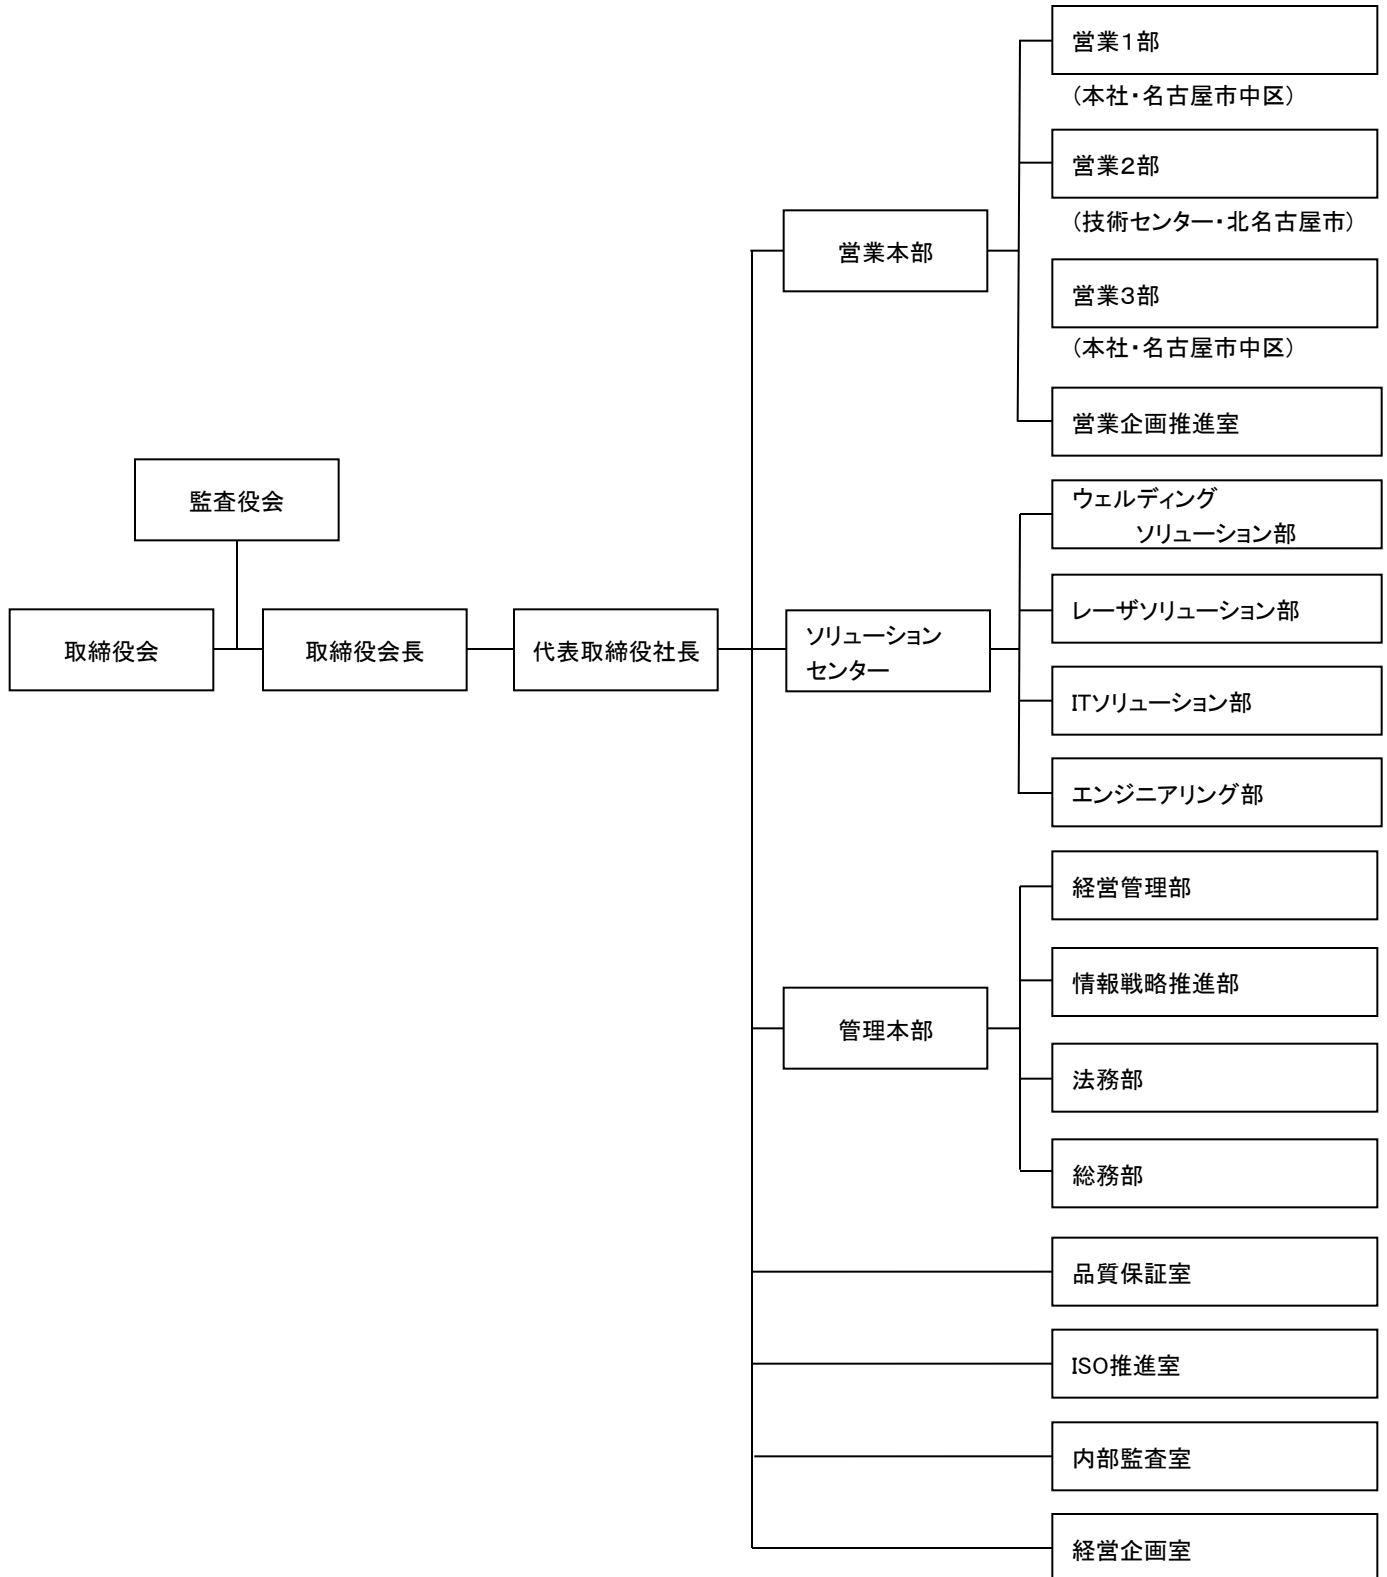 営業1部
（本社・名古屋市中区）
営業2部
（技術センター・北名古屋市）
営業本部
営業3部
（本社・名古屋市中区）
営業企画推進室
監査役会
ウェルディング
ソリューション部
レーザソリューション部
取締役会
取締役会長
代表取締役社長
ソリューション
センター
ITソリューション部
エンジニアリング部
経営管理部
情報戦略推進部
管理本部
法務部
総務部
品質保証室
ISO推進室
内部監査室
経営企画室